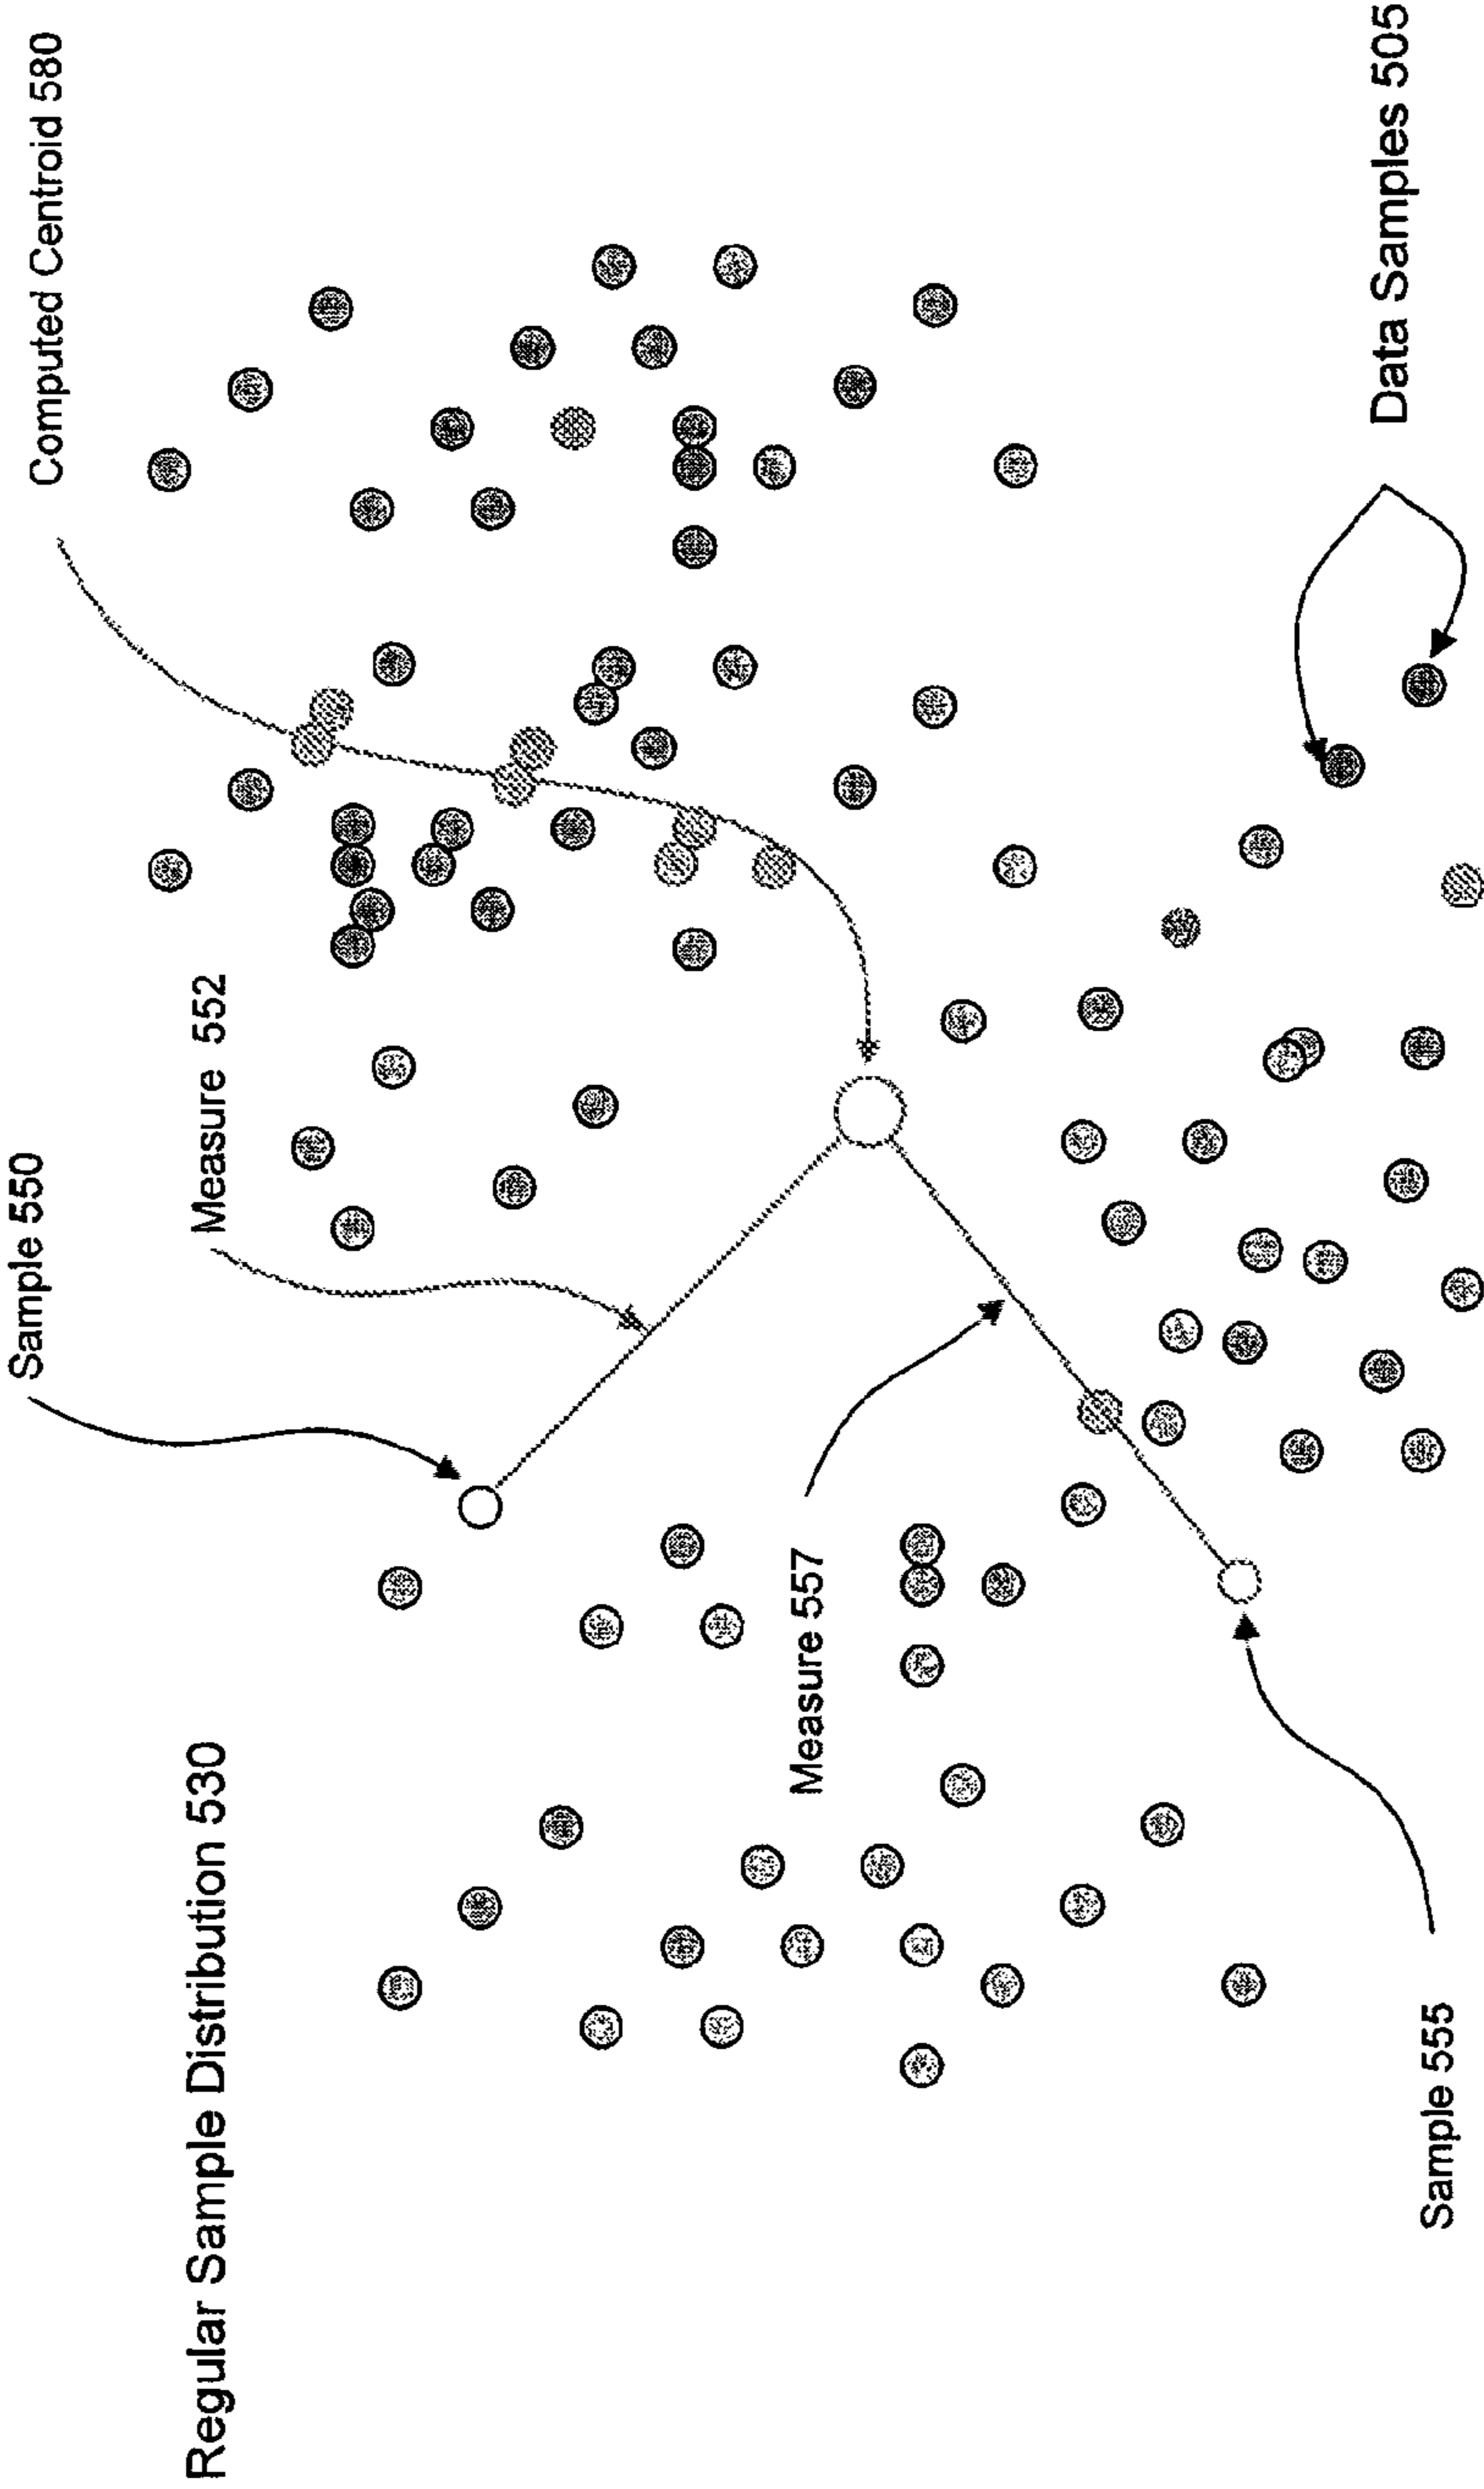 Regular Sample Distribution 530
Sample 550
Measure 552
Computed Centroid 580
Measure 557
Sample 555
Data Samples 505